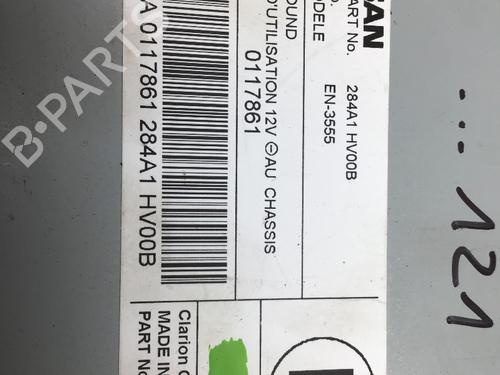 SAN
PART No. 284A1 HV00B
O.
ODELE EN-3555
OUND
D'UTILISATION 12V ⊖AU CHASSIS
0117861
A 0117861 284A1 HV00B
Clarion C
MADE IN
PART No
B-PARTS
... 121